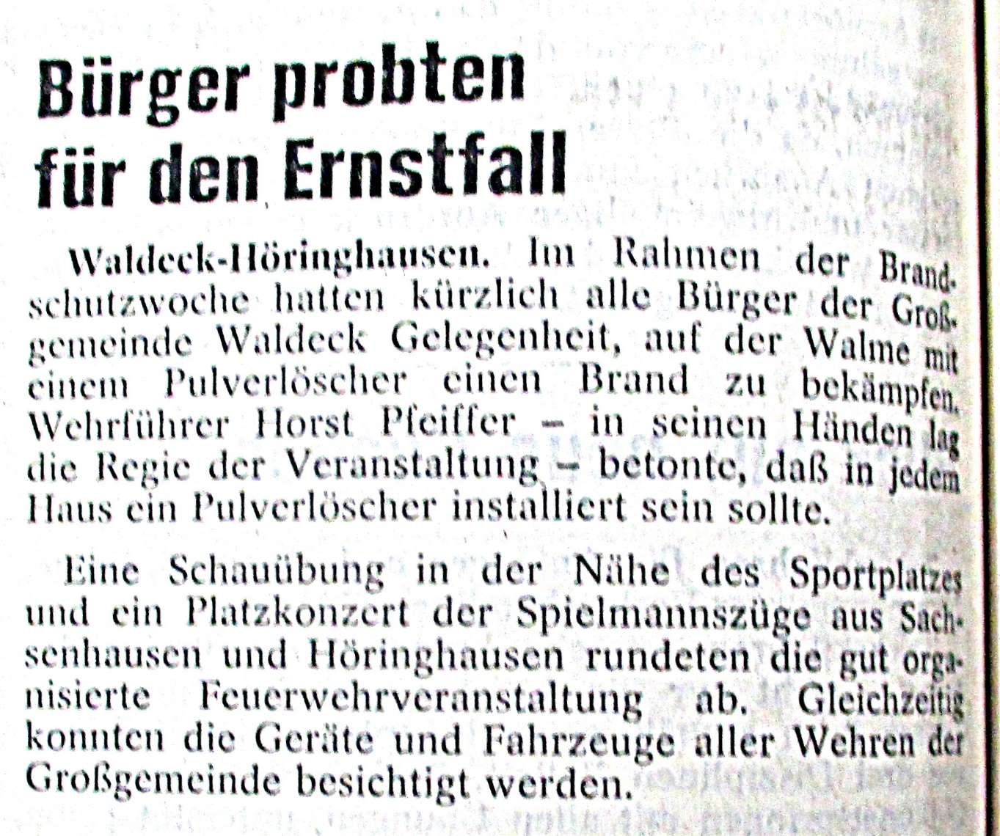 Bürger probten
für den Ernstfall
Waldeck-Höringhausen. Im Rahmen der Brand-
schutzwoche hatten kürzlich alle Bürger der Groß-
gemeinde Waldeck Gelegenheit, auf der Walme mit
einem Pulverlöscher einen Brand zu bekämpfen.
Wehrführer Horst Pfeiffer – in seinen Händen lag
die Regie der Veranstaltung – betonte, daß in jedem
Haus ein Pulverlöscher installiert sein sollte.
Eine Schauübung in der Nähe des Sportplatzes
und ein Platzkonzert der Spielmannszüge aus Sach-
senhausen und Höringhausen rundeten die gut orga-
nisierte Feuerwehrveranstaltung ab. Gleichzeitig
konnten die Geräte und Fahrzeuge aller Wehren der
Großgemeinde besichtigt werden.